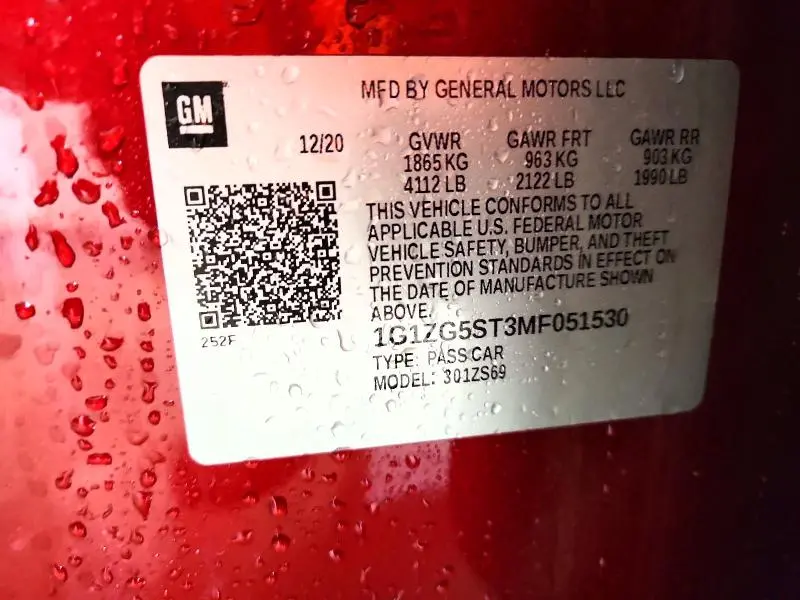 GM
MFD BY GENERAL MOTORS LLC
12/20
GVWR GAWR FRT GAWR RR
1865 KG 963 KG 903 KG
4112 LB 2122 LB 1990 LB
THIS VEHICLE CONFORMS TO ALL
APPLICABLE U.S. FEDERAL MOTOR
VEHICLE SAFETY, BUMPER, AND THEFT
PREVENTION STANDARDS IN EFFECT ON
THE DATE OF MANUFACTURE SHOWN
ABOVE.
252F
1G1ZG5ST3MF051530
TYPE: PASS CAR
MODEL: 301ZS69